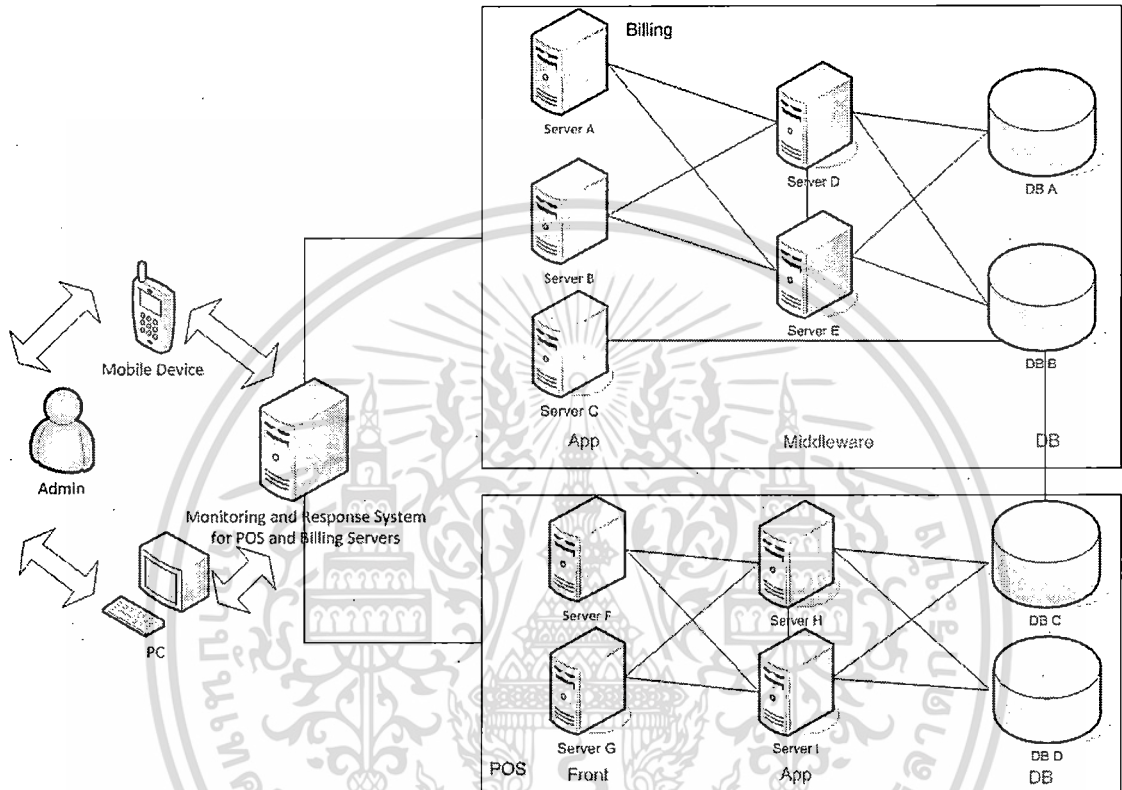 Billing
Server A
Server D
DB A
Server B
Server E
DB B
Server C
App
Middleware
DB
Mobile Device
Admin
Monitoring and Response System
for POS and Billing Servers
PC
Server F
Server H
DB C
Server G
Server I
DB D
POS
Front
App
DB